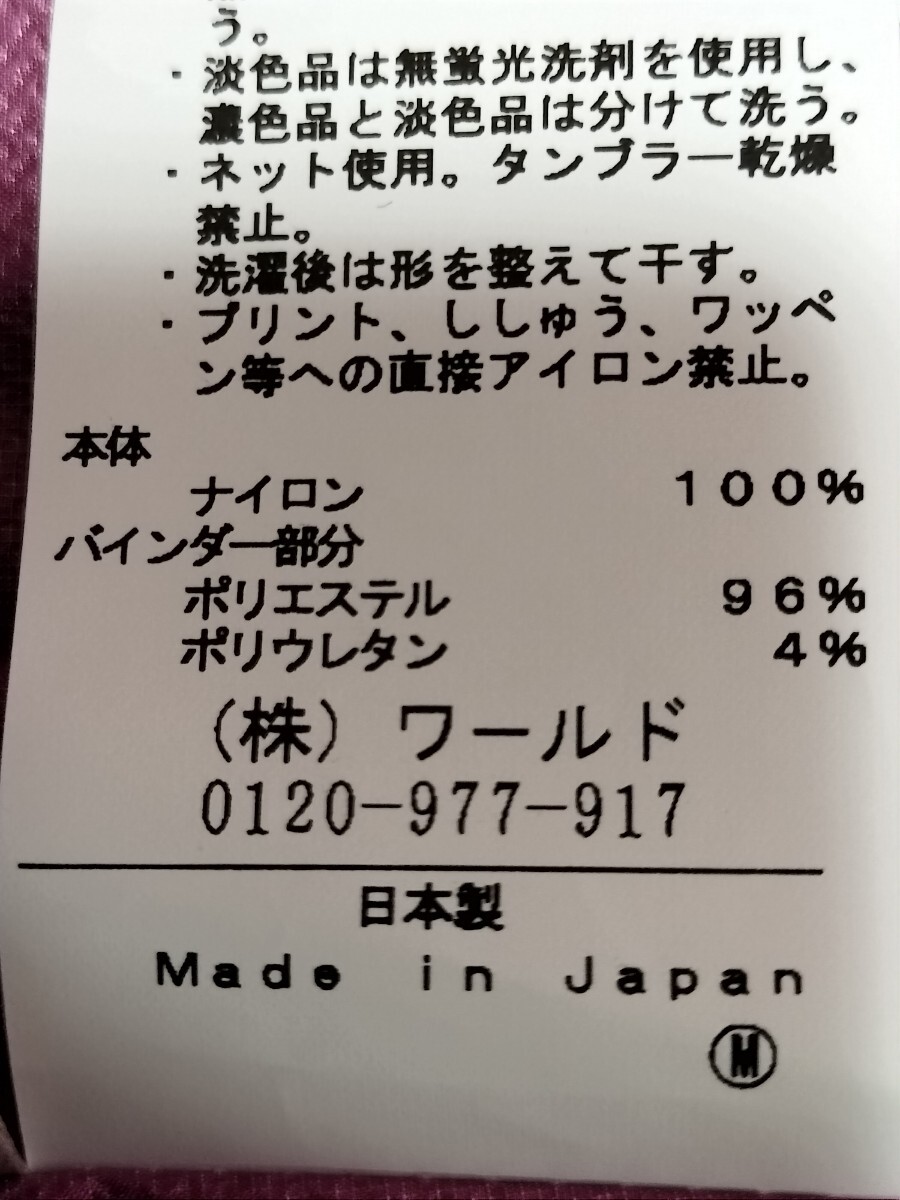 う。
・淡色品は無蛍光洗剤を使用し、
濃色品と淡色品は分けて洗う。
・ネット使用。タンブラー乾燥
禁止。
・洗濯後は形を整えて干す。
・プリント、ししゅう、ワッペ
ン等への直接アイロン禁止。
本体
ナイロン 100%
バインダー部分
ポリエステル 96%
ポリウレタン 4%
(株) ワールド
0120-977-917
日本製
Made in Japan
Ⓜ